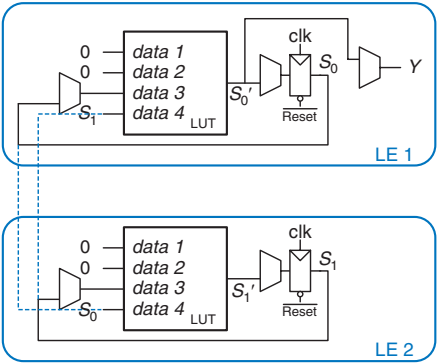 clk
0 data 1 S₀ Y
0 data 2
data 3 S₀′
S₁ data 4 LUT Reset
LE 1
clk
0 data 1 S₁
0 data 2
data 3 S₁′
S₀ data 4 LUT Reset
LE 2